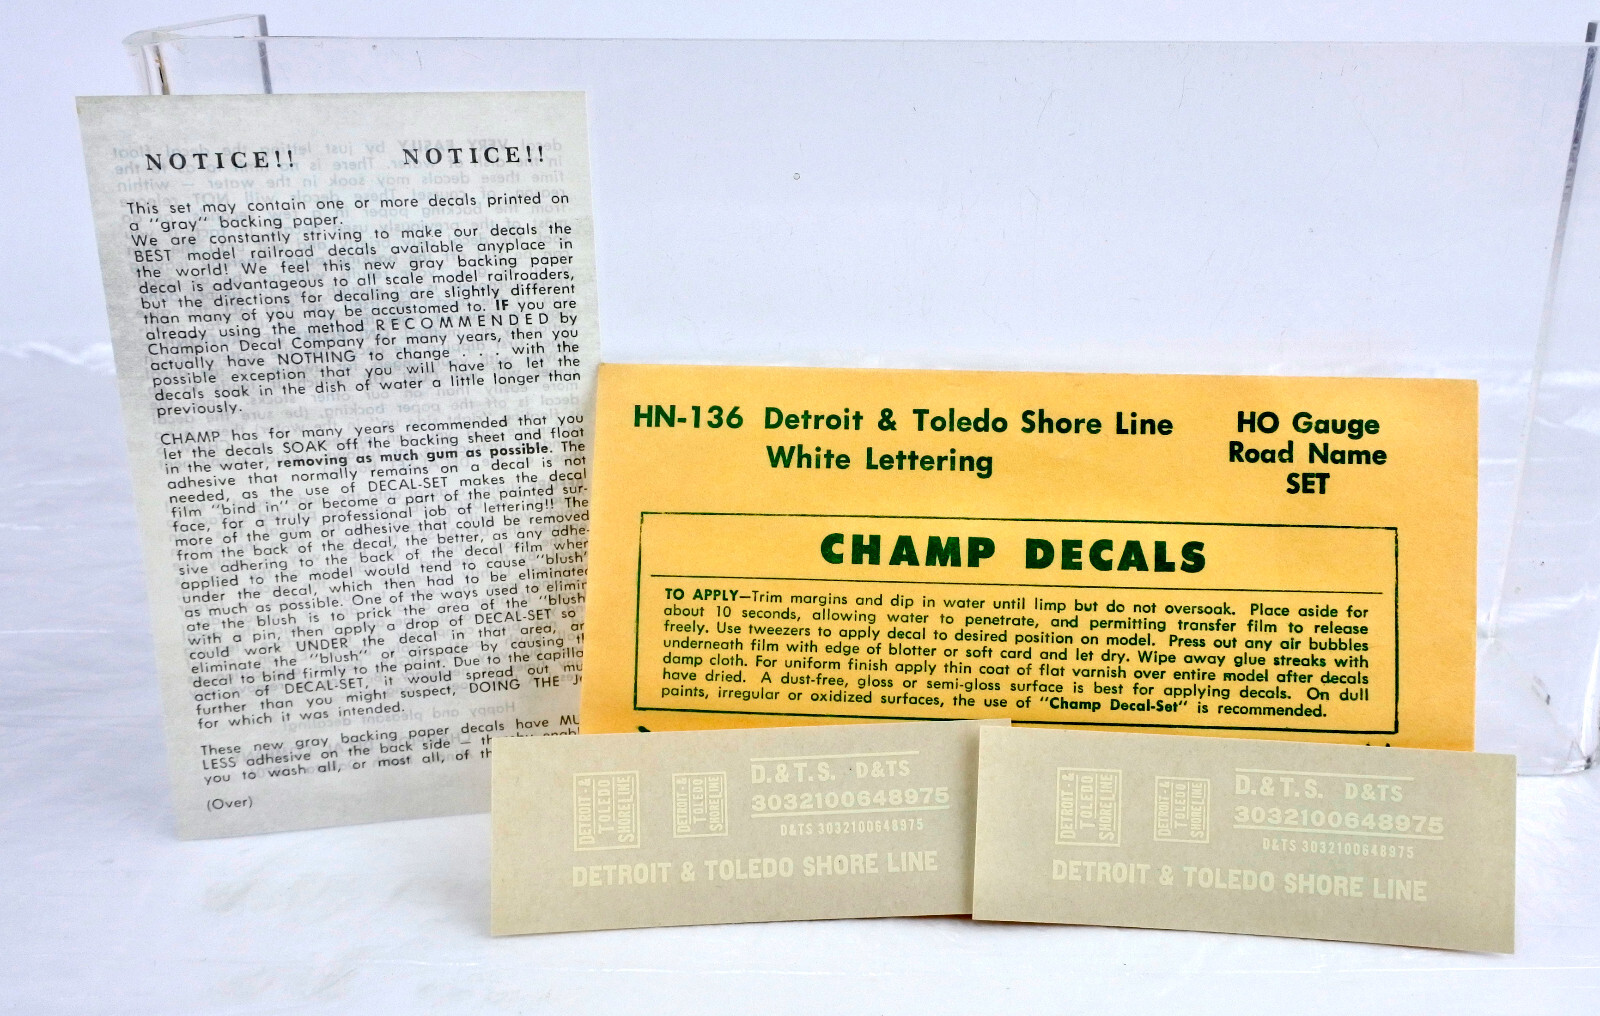 NOTICE!! NOTICE!!
This set may contain one or more decals printed on
a "gray" backing paper.
We are constantly striving to make our decals the
BEST model railroad decals available anyplace in
the world! We feel this new gray backing paper
decal is advantageous to all scale model railroaders,
but the directions for decaling are slightly different
than many of you may be accustomed to. IF you are
already using the method RECOMMENDED by
Champion Decal Company for many years, then you
actually have NOTHING to change . . . with the
possible exception that you will have to let the
decals soak in the dish of water a little longer than
previously.
CHAMP has for many years recommended that you
let the decals SOAK off the backing sheet and float
in the water, removing as much gum as possible. The
adhesive that normally remains on a decal is not
needed, as the use of DECAL-SET makes the decal
film "bind in" or become a part of the painted sur-
face, for a truly professional job of lettering!! The
more of the gum or adhesive that could be removed
from the back of the decal, the better, as any adhe-
sive adhering to the back of the decal film when
applied to the model would tend to cause "blush"
under the decal, which then had to be eliminated
as much as possible. One of the ways used to elimin
ate the blush is to prick the area of the "blush
with a pin, then apply a drop of DECAL-SET so
could work UNDER the decal in that area,
eliminate the "blush" or airspace by causing
decal to bind firmly to the paint. Due to the
action of DECAL-SET, it would spread out
further than you might suspect, DOING THE
for which it was intended.
These new gray backing paper decals have
LESS adhesive on the back side —
you to wash all, or most all, of
(Over)
HN-136 Detroit & Toledo Shore Line
White Lettering
HO Gauge
Road Name
SET
CHAMP DECALS
TO APPLY—Trim margins and dip in water until limp but do not oversoak. Place aside for
about 10 seconds, allowing water to penetrate, and permitting transfer film to release
freely. Use tweezers to apply decal to desired position on model. Press out any air bubbles
underneath film with edge of blotter or soft card and let dry. Wipe away glue streaks with
damp cloth. For uniform finish apply thin coat of flat varnish over entire model after decals
have dried. A dust-free, gloss or semi-gloss surface is best for applying decals. On dull
paints, irregular or oxidized surfaces, the use of "Champ Decal-Set" is recommended.
DETROIT - &
TOLEDO
SHORE LINE
DETROIT - &
TOLEDO
SHORE LINE
D.&T.S. D&TS
3032100648975
D&TS 3032100648975
DETROIT & TOLEDO SHORE LINE
DETROIT - &
TOLEDO
SHORE LINE
DETROIT - &
TOLEDO
SHORE LINE
D.&T.S. D&TS
3032100648975
D&TS 3032100648975
DETROIT & TOLEDO SHORE LINE